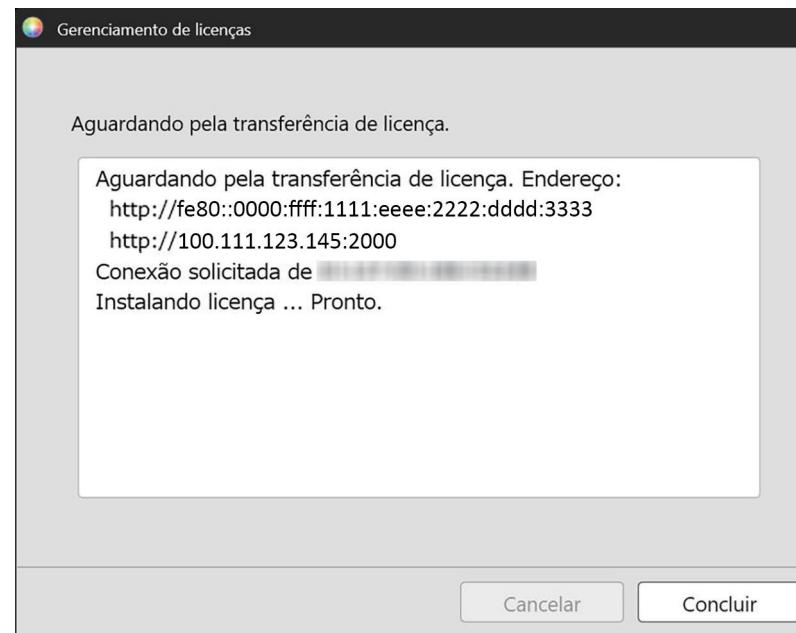 Gerenciamento de licenças
Aguardando pela transferência de licença.
Aguardando pela transferência de licença. Endereço:
http://fe80::0000:ffff:1111:eeee:2222:dddd:3333
http://100.111.123.145:2000
Conexão solicitada de
Instalando licença ... Pronto.
Cancelar
Concluir